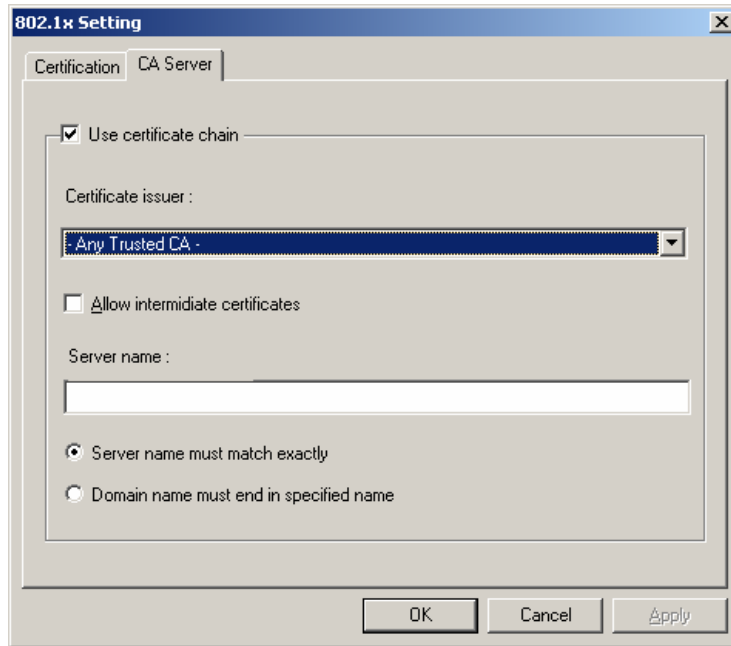 802.1x Setting
Certification
CA Server
Use certificate chain
Certificate issuer :
- Any Trusted CA -
Allow intermidiate certificates
Server name :
Server name must match exactly
Domain name must end in specified name
OK
Cancel
Apply